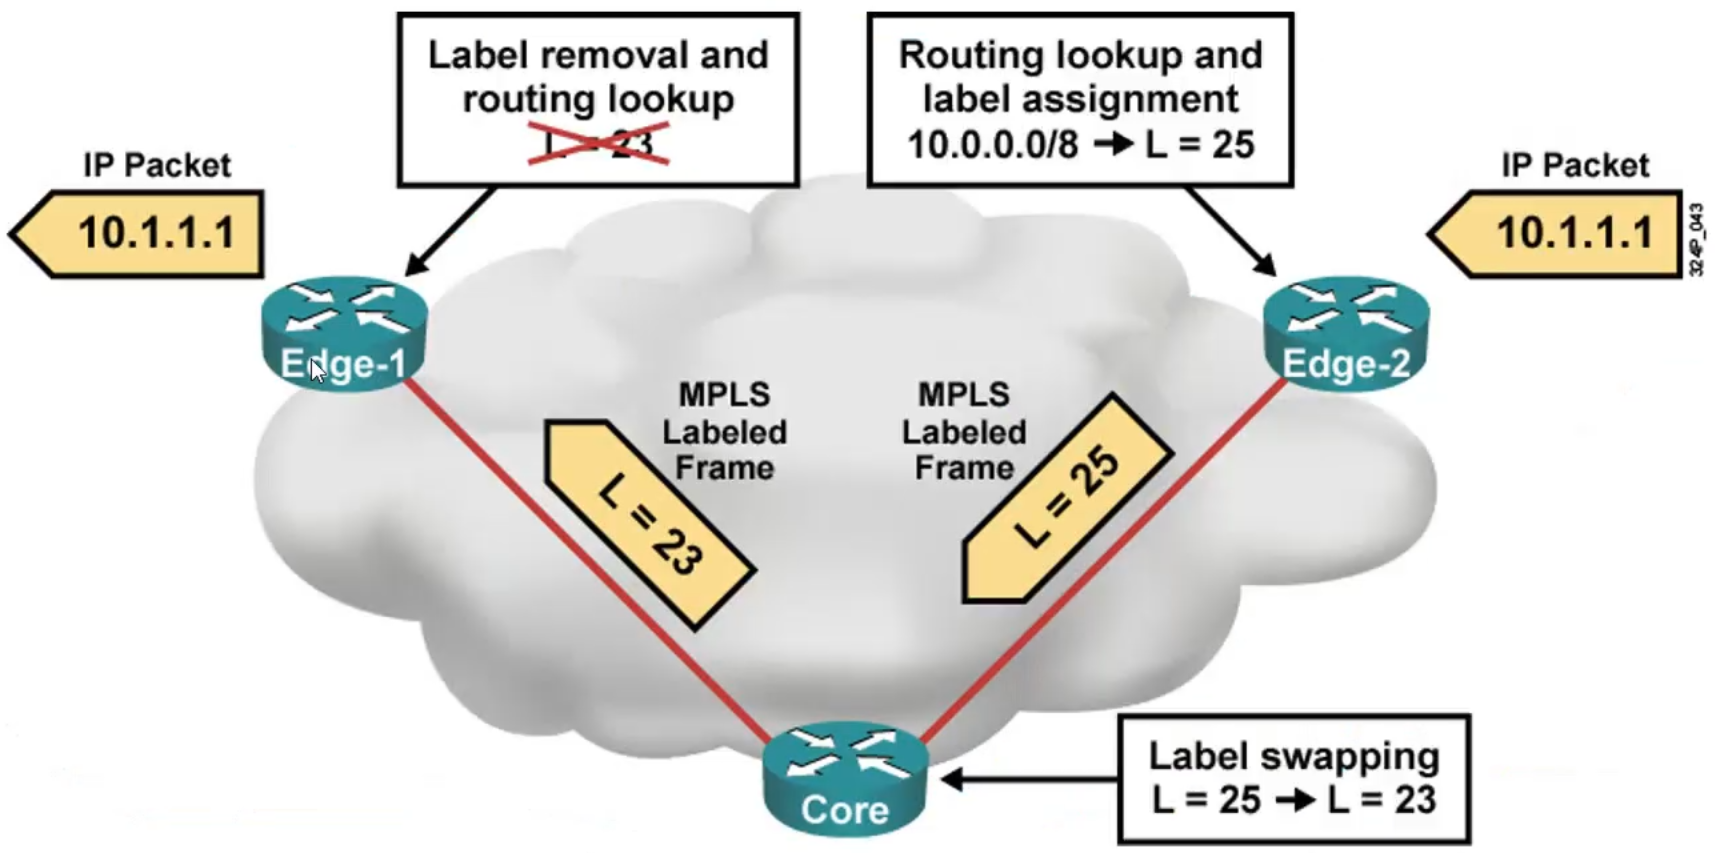 Label removal and
routing lookup
L = 23
Routing lookup and
label assignment
10.0.0.0/8 → L = 25
IP Packet
10.1.1.1
IP Packet
10.1.1.1
324P_043
Edge-1
Edge-2
MPLS
Labeled
Frame
L = 23
MPLS
Labeled
Frame
L = 25
Core
Label swapping
L = 25 → L = 23